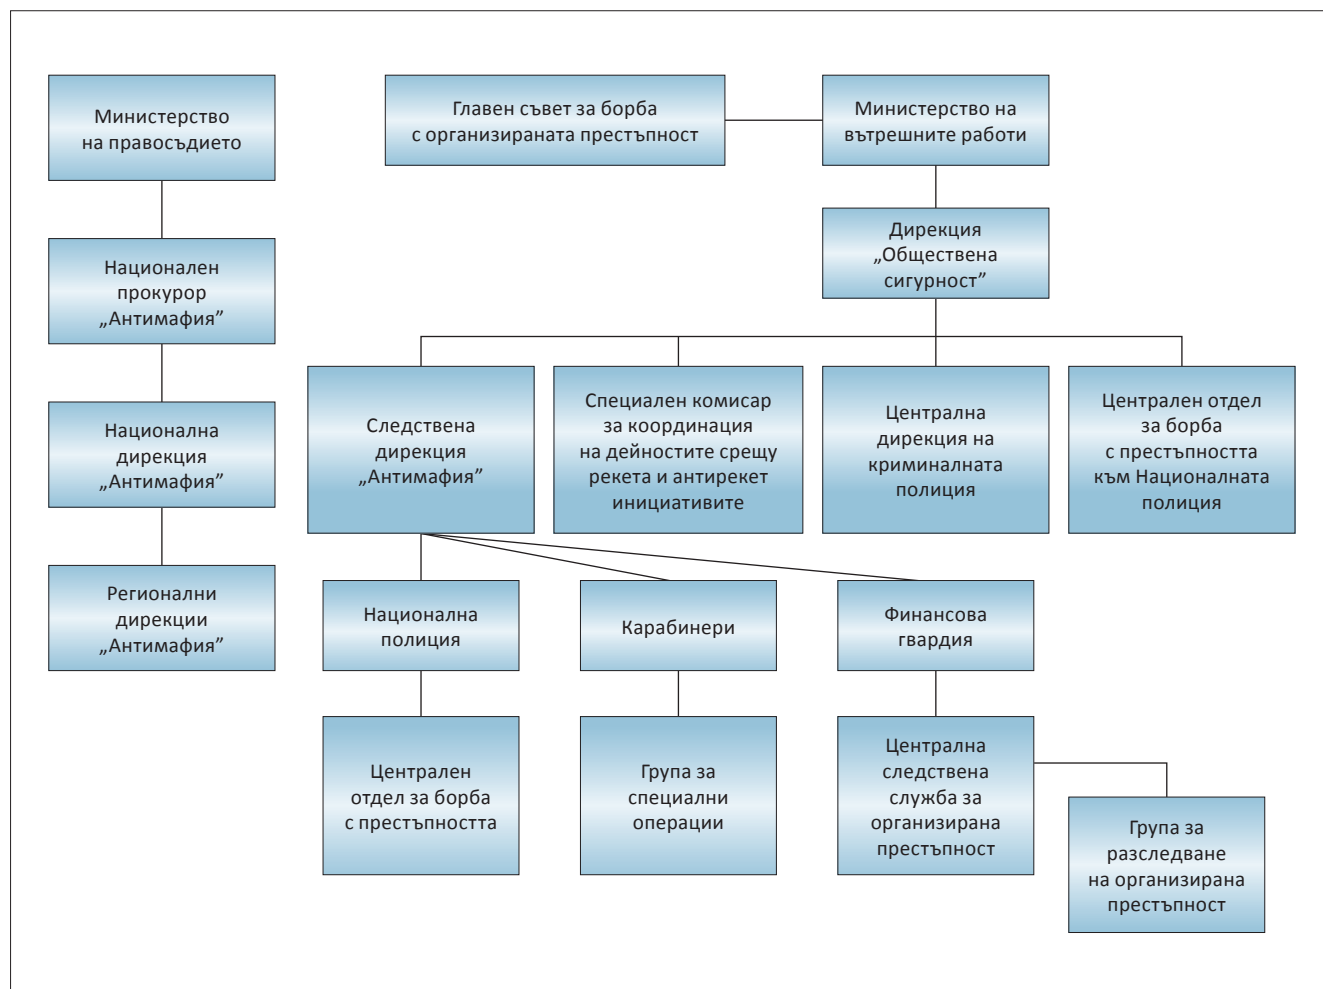 Министерство
на правосъдието
Главен съвет за борба
с организираната престъпност
Министерство на
вътрешните работи
Национален
прокурор
„Антимафия”
Дирекция
„Обществена
сигурност”
Национална
дирекция
„Антимафия”
Следствена
дирекция
„Антимафия”
Специален комисар
за координация
на дейностите срещу
рекета и антирекет
инициативите
Централна
дирекция на
криминалната
полиция
Централен отдел
за борба
с престъпността
към Националната
полиция
Регионални
дирекции
„Антимафия”
Национална
полиция
Карабинери
Финансова
гвардия
Централен
отдел за борба
с престъпността
Група за
специални
операции
Централна
следствена
служба за
организирана
престъпност
Група за
разследване
на организирана
престъпност